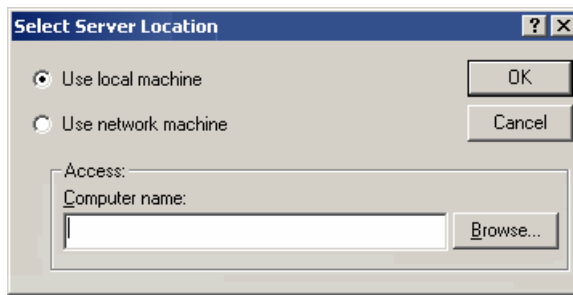 Select Server Location
Use local machine
OK
Use network machine
Cancel
Access:
Computer name:
Browse...